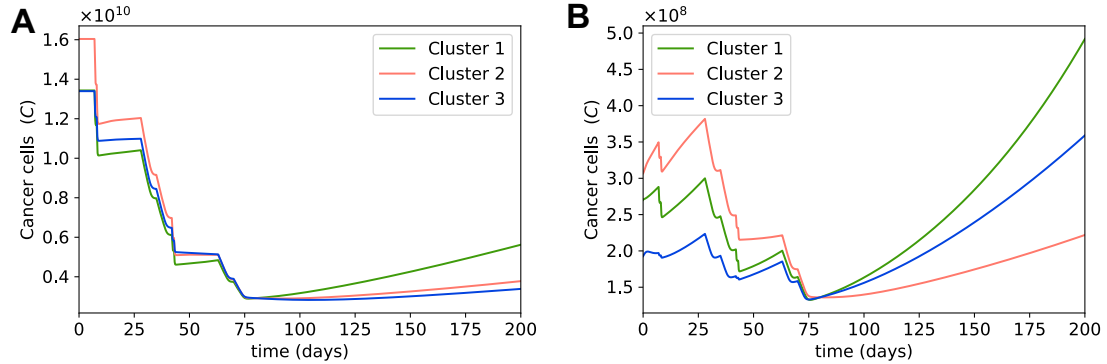 A
×10^10
1.6
1.4
1.2
1.0
0.8
0.6
0.4
Cancer cells (C)
Cluster 1
Cluster 2
Cluster 3
0 25 50 75 100 125 150 175 200
time (days)
B
×10^8
5.0
4.5
4.0
3.5
3.0
2.5
2.0
1.5
Cancer cells (C)
Cluster 1
Cluster 2
Cluster 3
0 25 50 75 100 125 150 175 200
time (days)